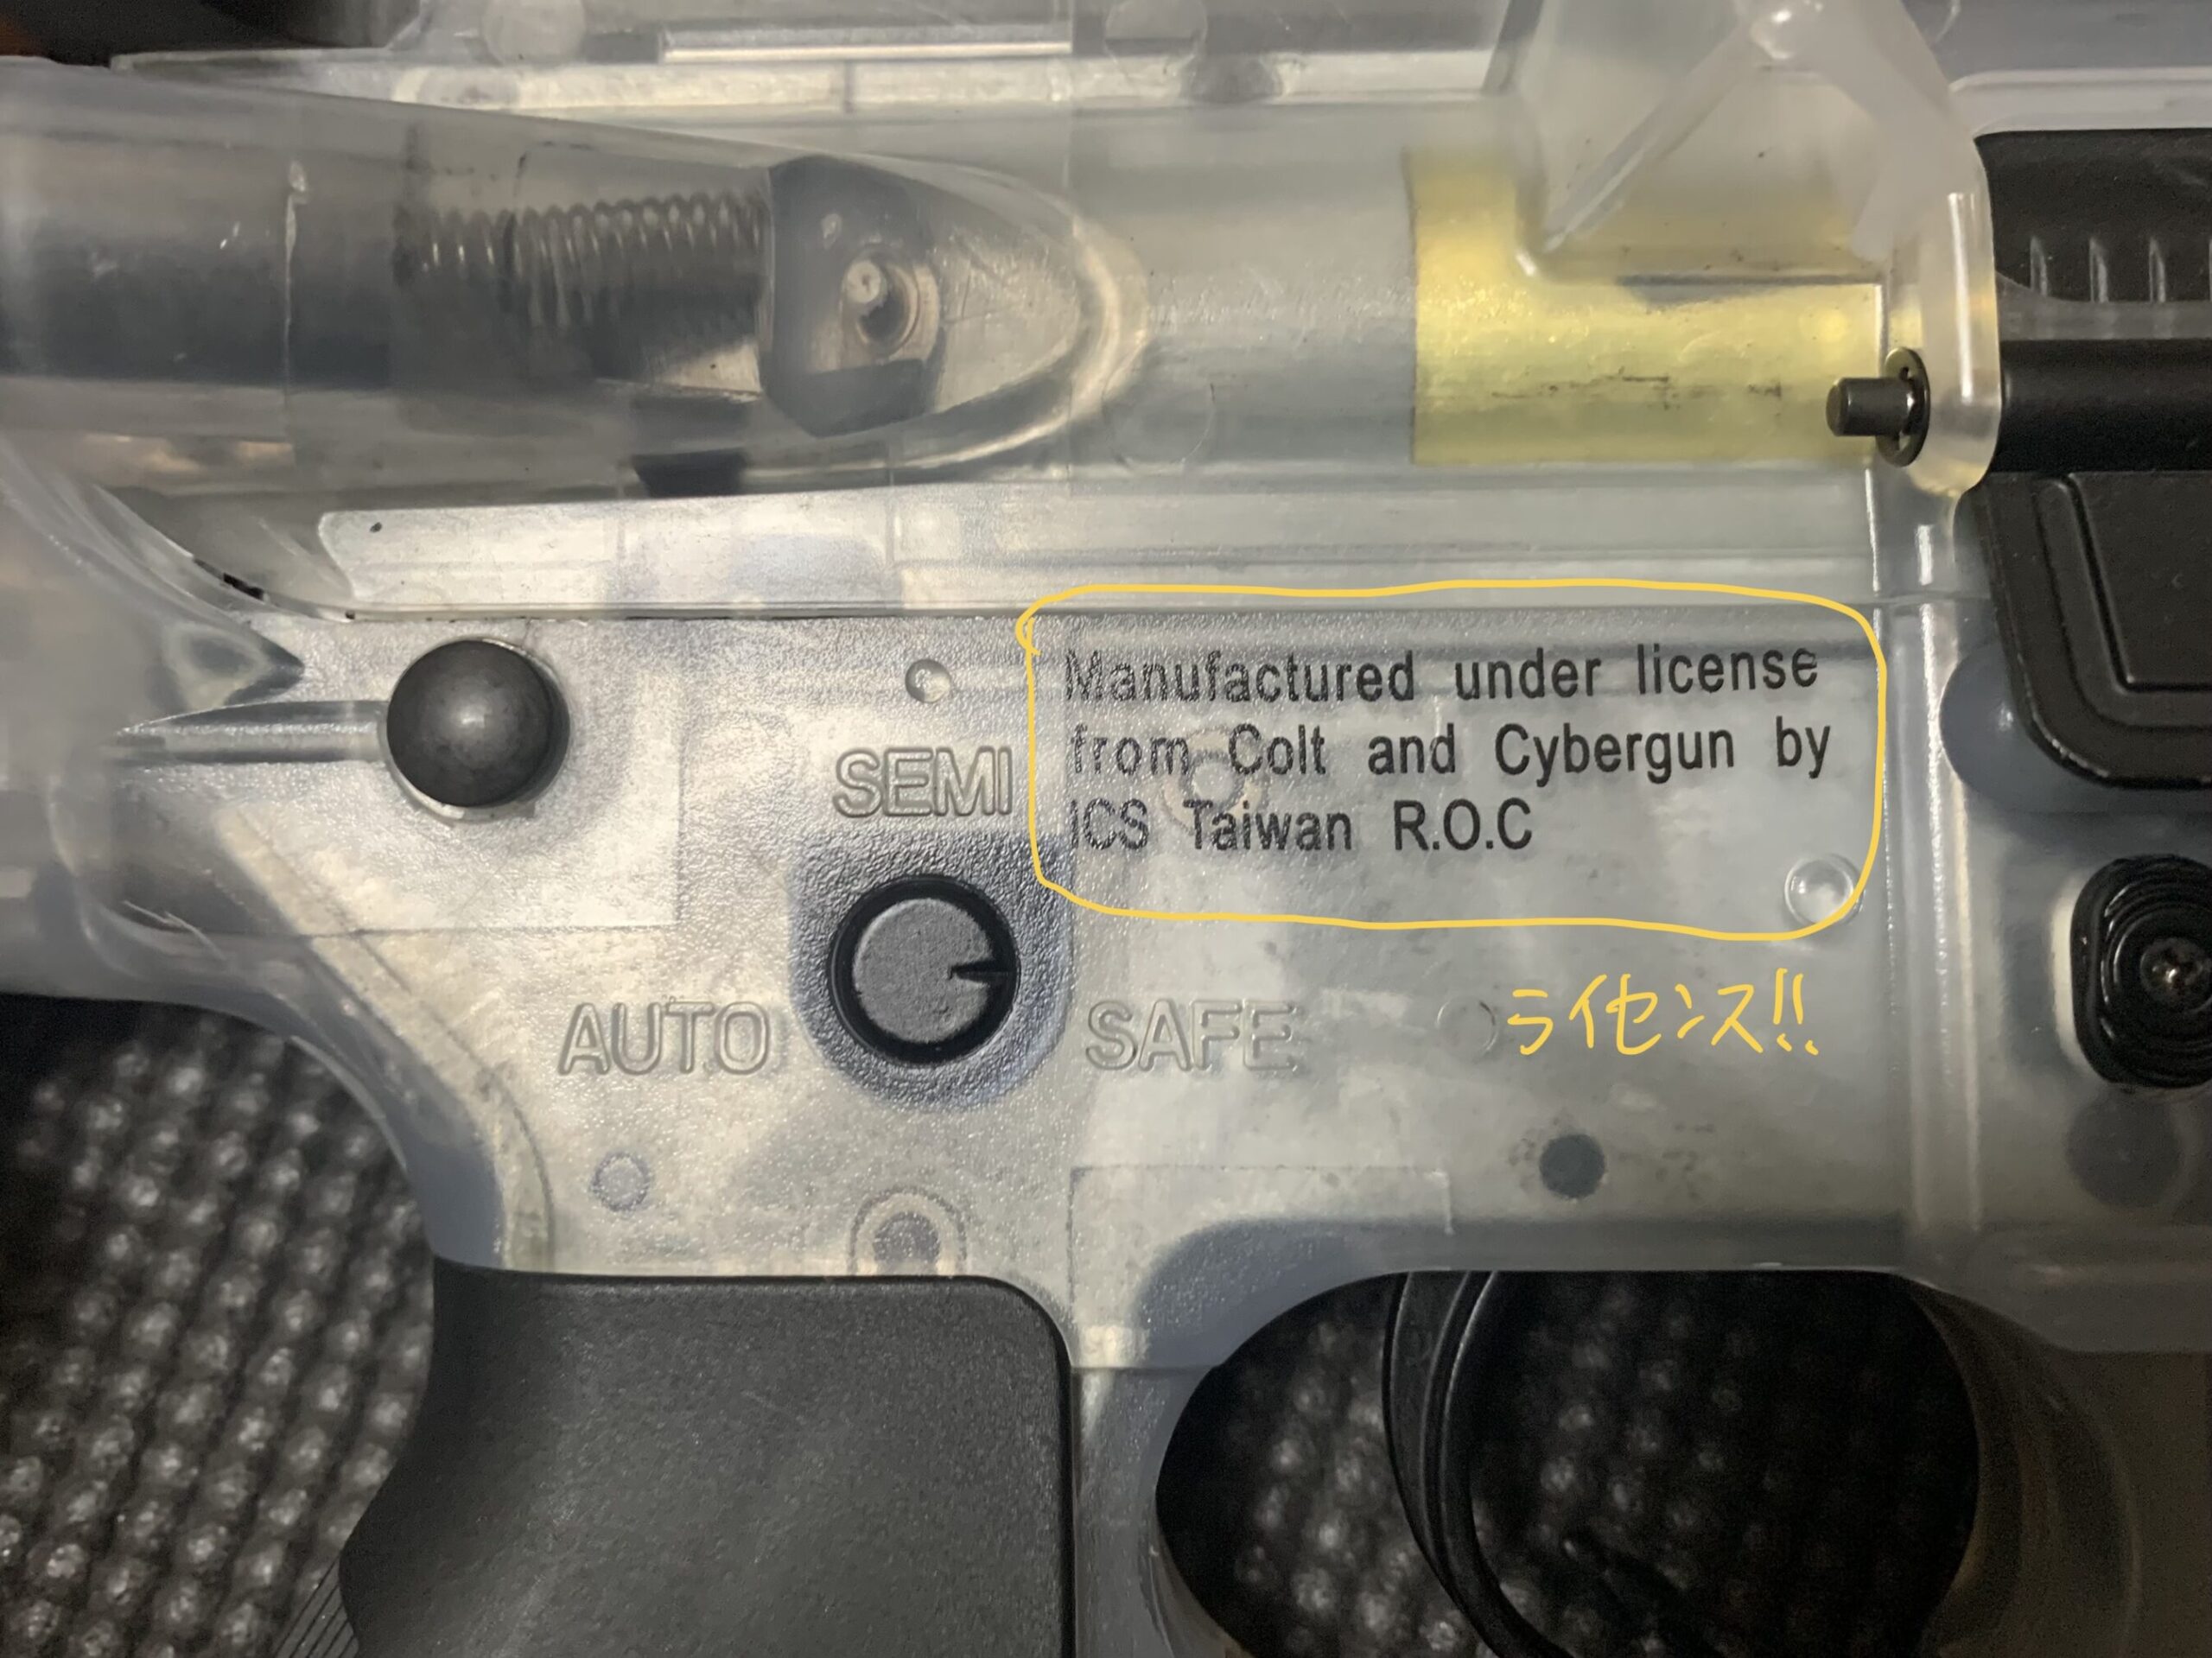 Manufactured under license
from Colt and Cybergun by
ICS Taiwan R.O.C
SEMI
AUTO
SAFE
ライセンス!!